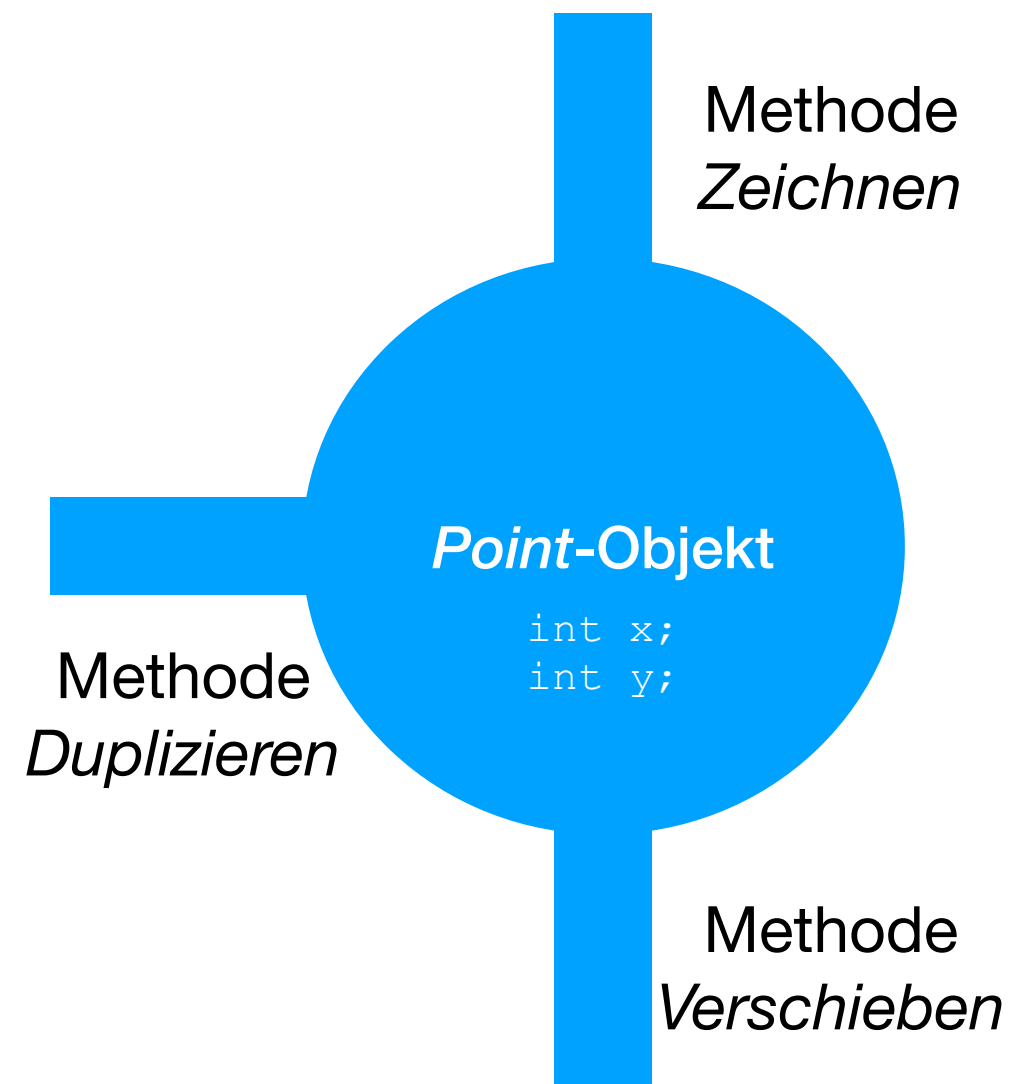 Methode
Zeichnen
Point-Objekt
int x;
int y;
Methode
Duplizieren
Methode
Verschieben